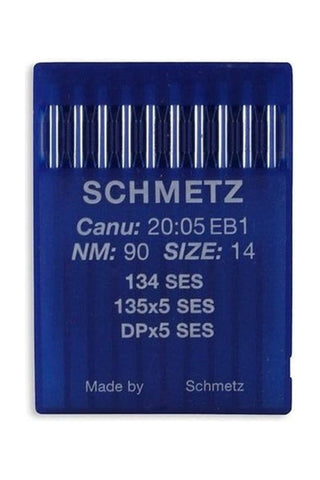 SCHMETZ
Canu: 20:05 EB1
NM: 90 SIZE: 14
134 SES
135x5 SES
DPx5 SES
Made by Schmetz